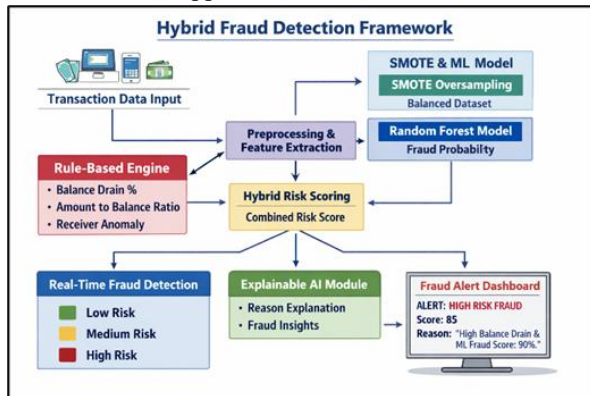 Hybrid Fraud Detection Framework
Transaction Data Input
SMOTE & ML Model
SMOTE Oversampling
Balanced Dataset
Preprocessing &
Feature Extraction
Random Forest Model
Fraud Probability
Rule-Based Engine
• Balance Drain %
• Amount to Balance Ratio
• Receiver Anomaly
Hybrid Risk Scoring
Combined Risk Score
Real-Time Fraud Detection
Low Risk
Medium Risk
High Risk
Explainable AI Module
• Reason Explanation
• Fraud Insights
Fraud Alert Dashboard
ALERT: HIGH RISK FRAUD
Score: 85
Reason: "High Balance Drain &
ML Fraud Score: 90%."